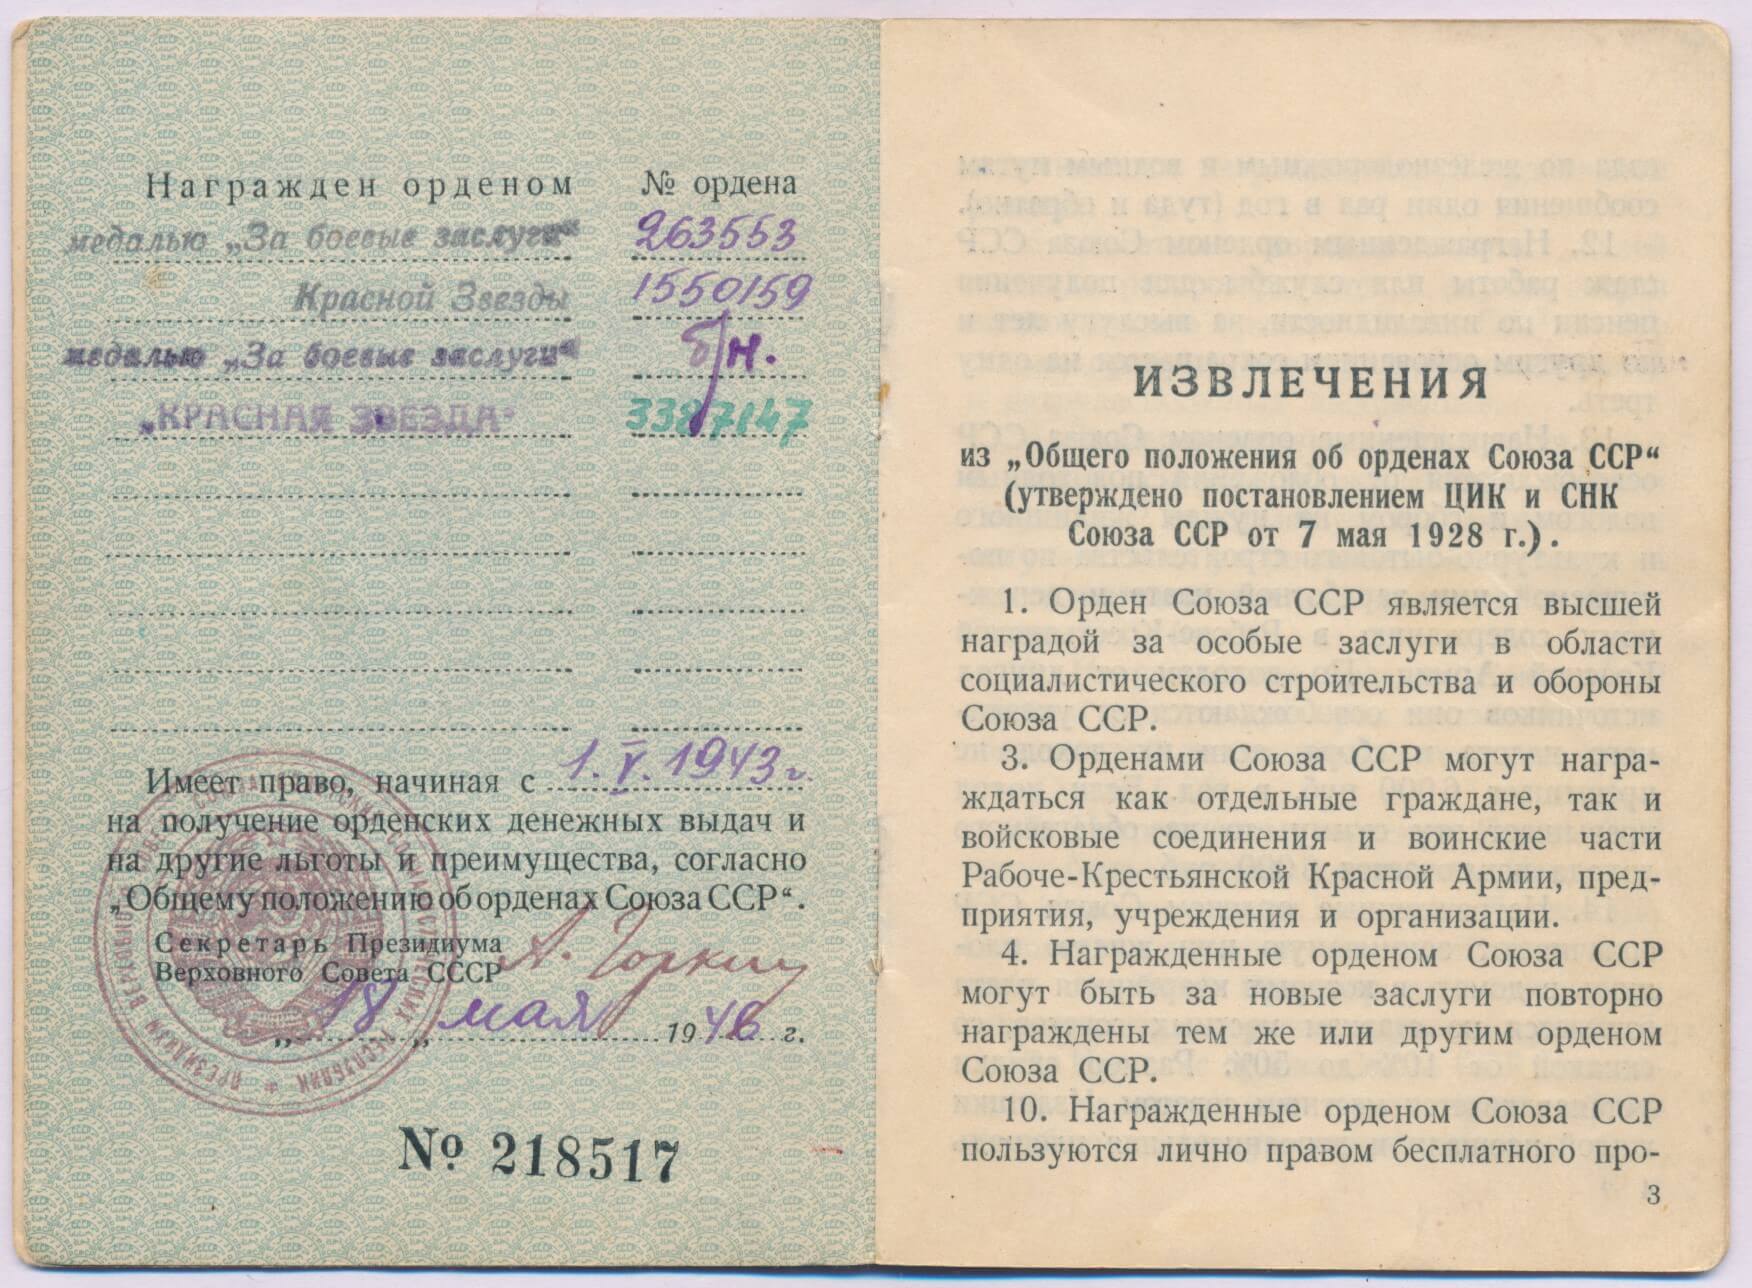 Награжден орденом № ордена
медалью „За боевые заслуги“ 263553
Красной Звезды 1550159
медалью „За боевые заслуги“ б/н.
„КРАСНАЯ ЗВЕЗДА“ 3387147
Имеет право, начиная с 1.V.1943 г.
на получение орденских денежных выдач и
на другие льготы и преимущества, согласно
„Общему положению об орденах Союза ССР“.
Секретарь Президиума
Верховного Совета СССР А. Горкин
„18„ мая 1946 г.
№ 218517
ИЗВЛЕЧЕНИЯ
из „Общего положения об орденах Союза ССР“
(утверждено постановлением ЦИК и СНК
Союза ССР от 7 мая 1928 г.).
1. Орден Союза ССР является высшей
наградой за особые заслуги в области
социалистического строительства и обороны
Союза ССР.
3. Орденами Союза ССР могут награ-
ждаться как отдельные граждане, так и
войсковые соединения и воинские части
Рабоче-Крестьянской Красной Армии, пред-
приятия, учреждения и организации.
4. Награжденные орденом Союза ССР
могут быть за новые заслуги повторно
награждены тем же или другим орденом
Союза ССР.
10. Награжденные орденом Союза ССР
пользуются лично правом бесплатного про-
3